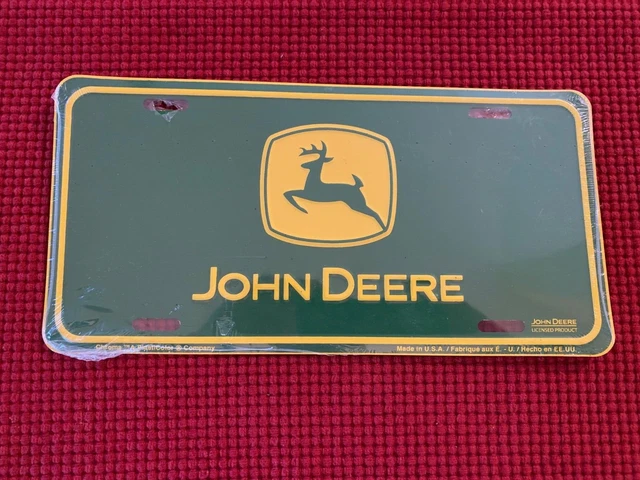 JOHN DEERE
JOHN DEERE
LICENSED PRODUCT
Made in U.S.A. / Fabriqué aux É. - U. / Hecho en EE.UU.